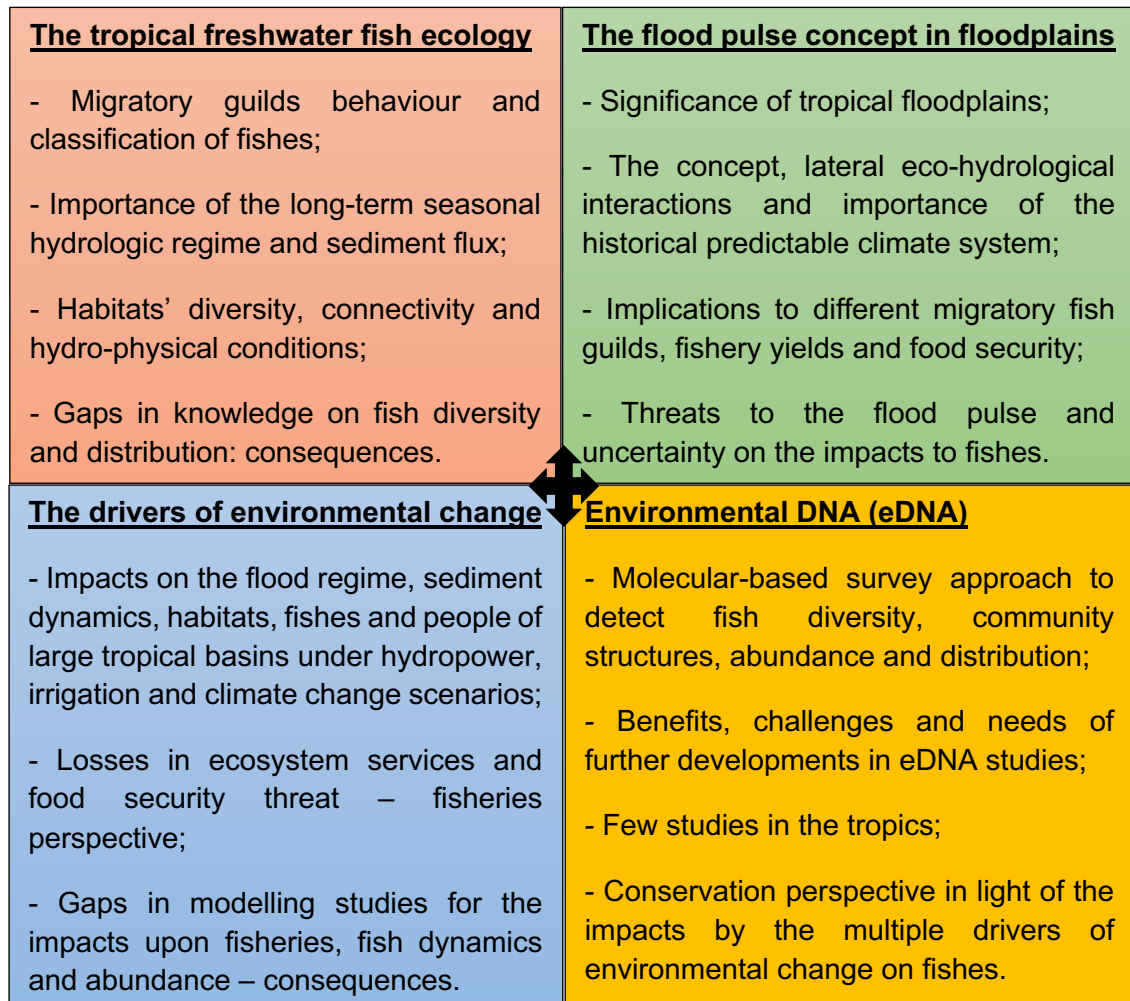 The tropical freshwater fish ecology
- Migratory guilds behaviour and
classification of fishes;
- Importance of the long-term seasonal
hydrologic regime and sediment flux;
- Habitats’ diversity, connectivity and
hydro-physical conditions;
- Gaps in knowledge on fish diversity
and distribution: consequences.
The flood pulse concept in floodplains
- Significance of tropical floodplains;
- The concept, lateral eco-hydrological
interactions and importance of the
historical predictable climate system;
- Implications to different migratory fish
guilds, fishery yields and food security;
- Threats to the flood pulse and
uncertainty on the impacts to fishes.
The drivers of environmental change
- Impacts on the flood regime, sediment
dynamics, habitats, fishes and people of
large tropical basins under hydropower,
irrigation and climate change scenarios;
- Losses in ecosystem services and
food security threat – fisheries
perspective;
- Gaps in modelling studies for the
impacts upon fisheries, fish dynamics
and abundance – consequences.
Environmental DNA (eDNA)
- Molecular-based survey approach to
detect fish diversity, community
structures, abundance and distribution;
- Benefits, challenges and needs of
further developments in eDNA studies;
- Few studies in the tropics;
- Conservation perspective in light of the
impacts by the multiple drivers of
environmental change on fishes.